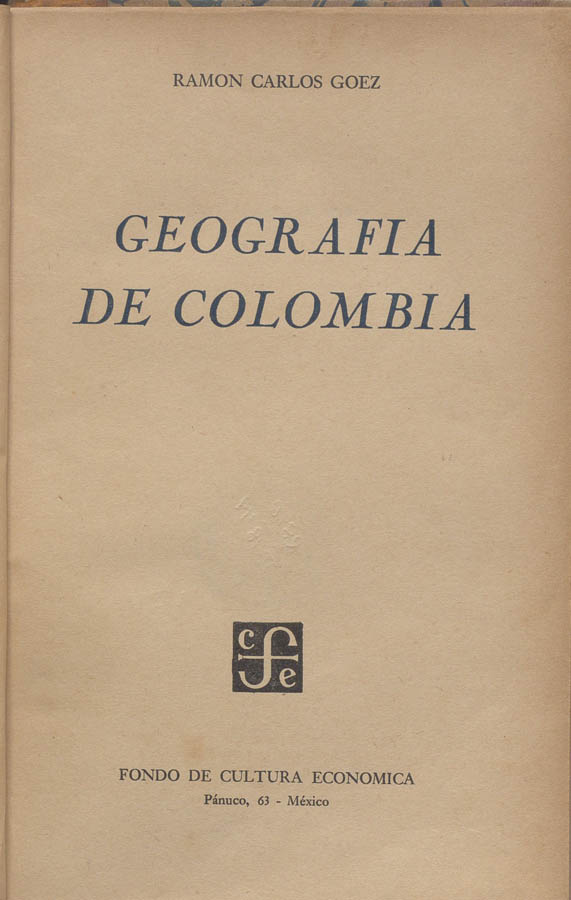 RAMON CARLOS GOEZ
GEOGRAFIA
DE COLOMBIA
c f e
FONDO DE CULTURA ECONOMICA
Pánuco, 63 - México